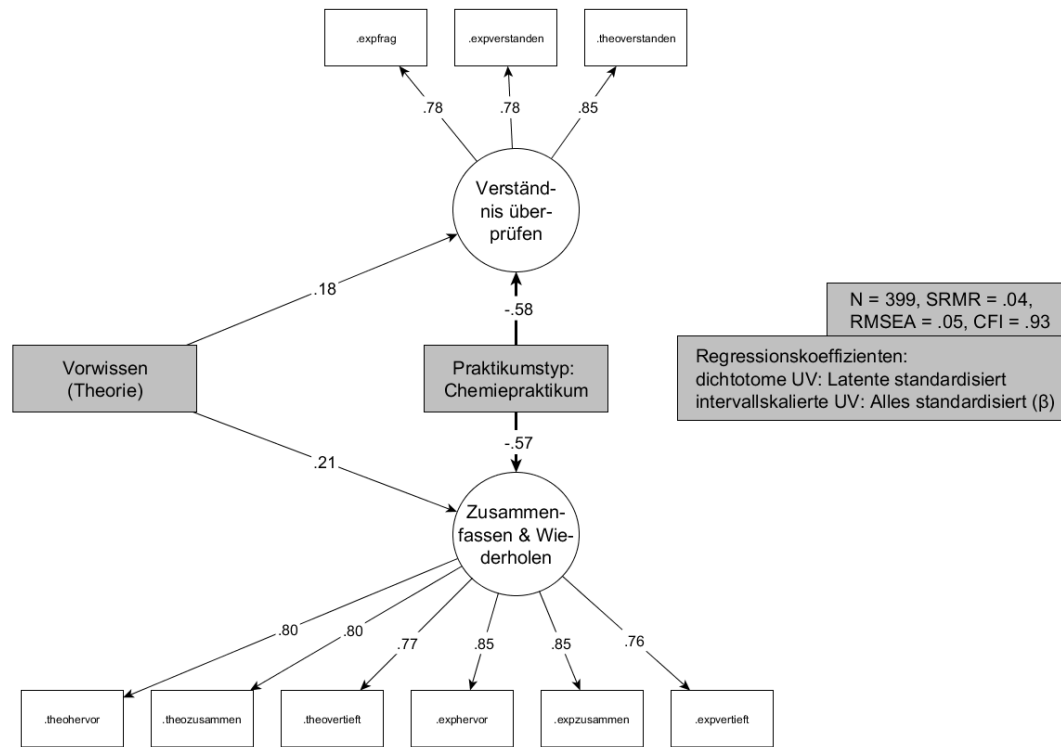 .expfrag
.expverstanden
.theoverstanden
.78
.78
.85
Verständ-
nis über-
prüfen
.18
-.58
N = 399, SRMR = .04,
RMSEA = .05, CFI = .93
Vorwissen
(Theorie)
Praktikumstyp:
Chemiepraktikum
Regressionskoeffizienten:
dichtotome UV: Latente standardisiert
intervallskalierte UV: Alles standardisiert (β)
-.57
.21
Zusammen-
fassen & Wie-
derholen
.80
.80
.77
.85
.85
.76
.theohervor
.theozusammen
.theovertieft
.exphervor
.expzusammen
.expvertieft